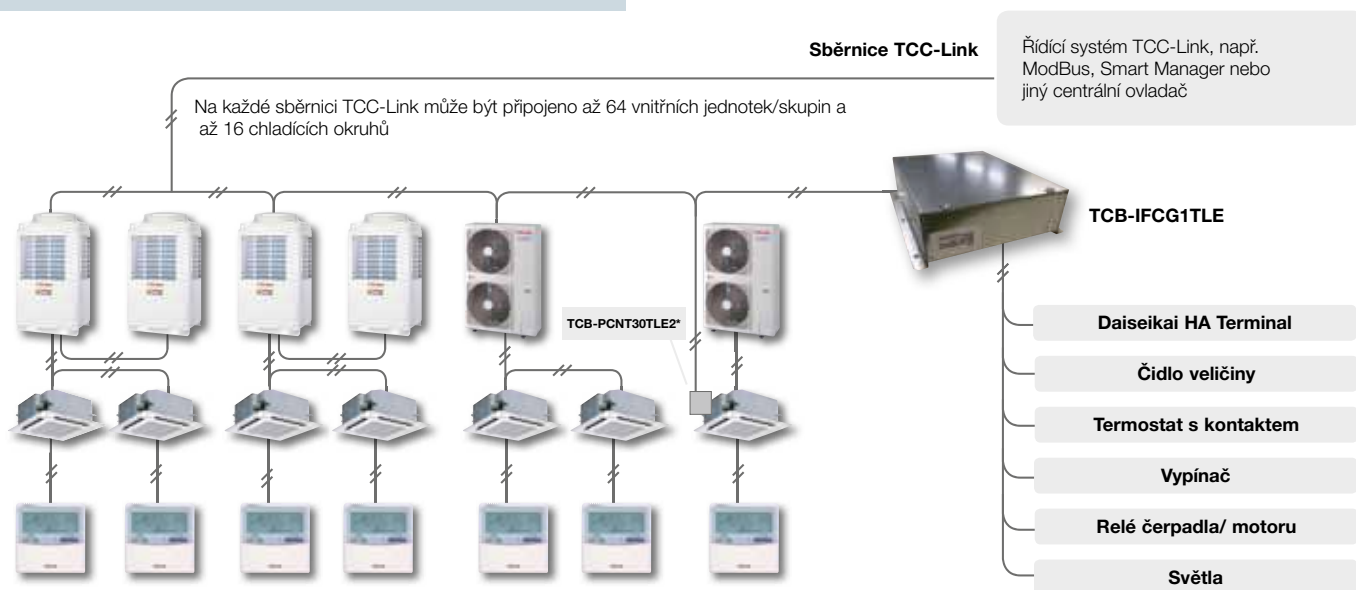 Sběrnice TCC-Link
Řídící systém TCC-Link, např.
ModBus, Smart Manager nebo
jiný centrální ovladač
Na každé sběrnici TCC-Link může být připojeno až 64 vnitřních jednotek/skupin a
až 16 chladících okruhů
TCB-IFCG1TLE
TCB-PCNT30TLE2*
Daiseikai HA Terminal
Čidlo veličiny
Termostat s kontaktem
Vypínač
Relé čerpadla/ motoru
Světla